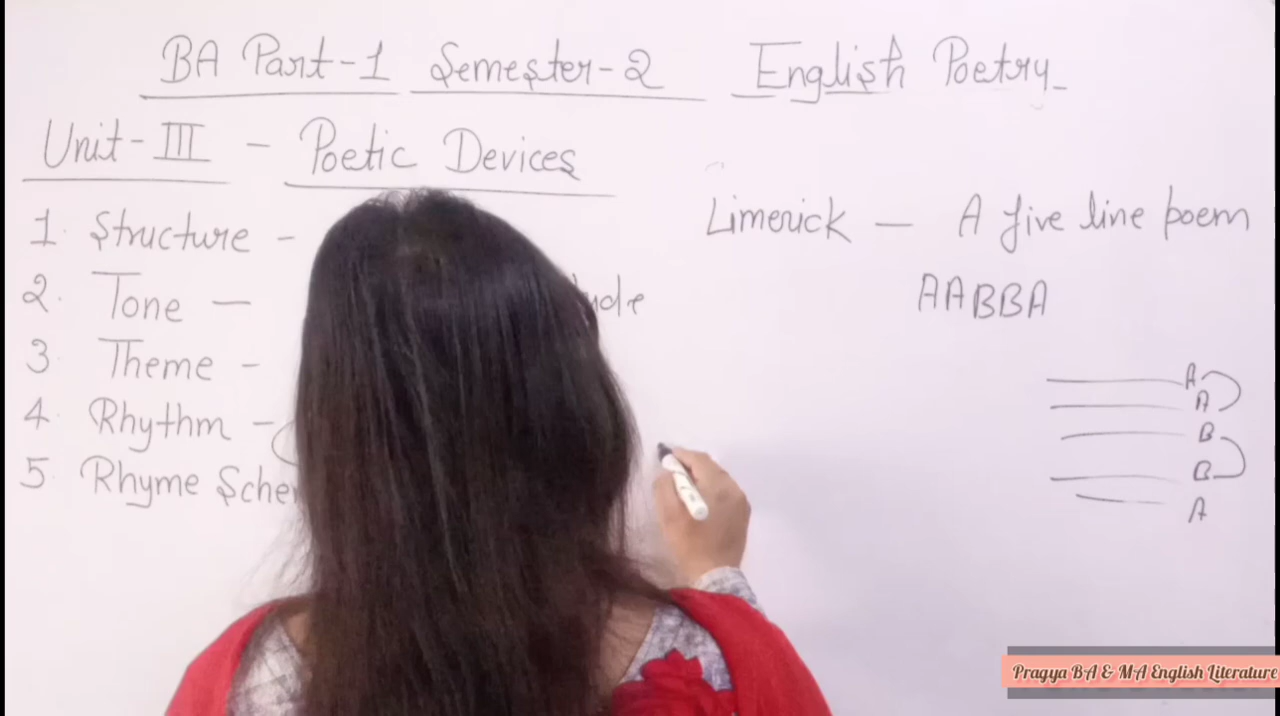 BA Part-1 Semester-2 English Poetry
Unit-III - Poetic Devices
1. Structure -
2. Tone —
3 Theme -
4. Rhythm -
5. Rhyme
Limerick — A five line poem
AABBA
A
A
B
B
A
Pragya BA & MA English Literature